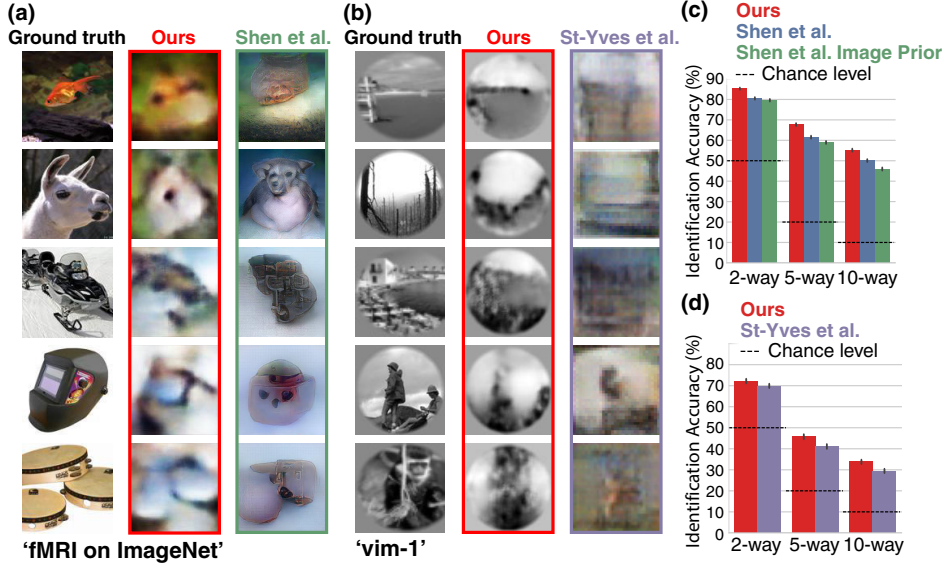 (a)
Ground truth Ours Shen et al.
'fMRI on ImageNet'
(b)
Ground truth Ours St-Yves et al.
'vim-1'
(c)
Ours
Shen et al.
Shen et al. Image Prior
Chance level
Identification Accuracy (%)
90
80
70
60
50
40
30
20
10
0
2-way 5-way 10-way
(d)
Ours
St-Yves et al.
Chance level
Identification Accuracy (%)
80
70
60
50
40
30
20
10
0
2-way 5-way 10-way